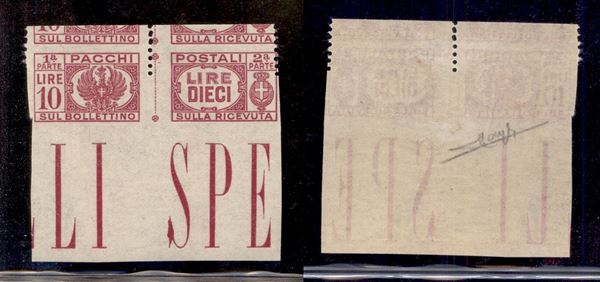 10
SUL BOLLETTINO SULLA RICEVUTA
1ª PARTE PACCHI POSTALI 2ª PARTE
LIRE 10 LIRE DIECI
SUL BOLLETTINO SULLA RICEVUTA
LI SPE